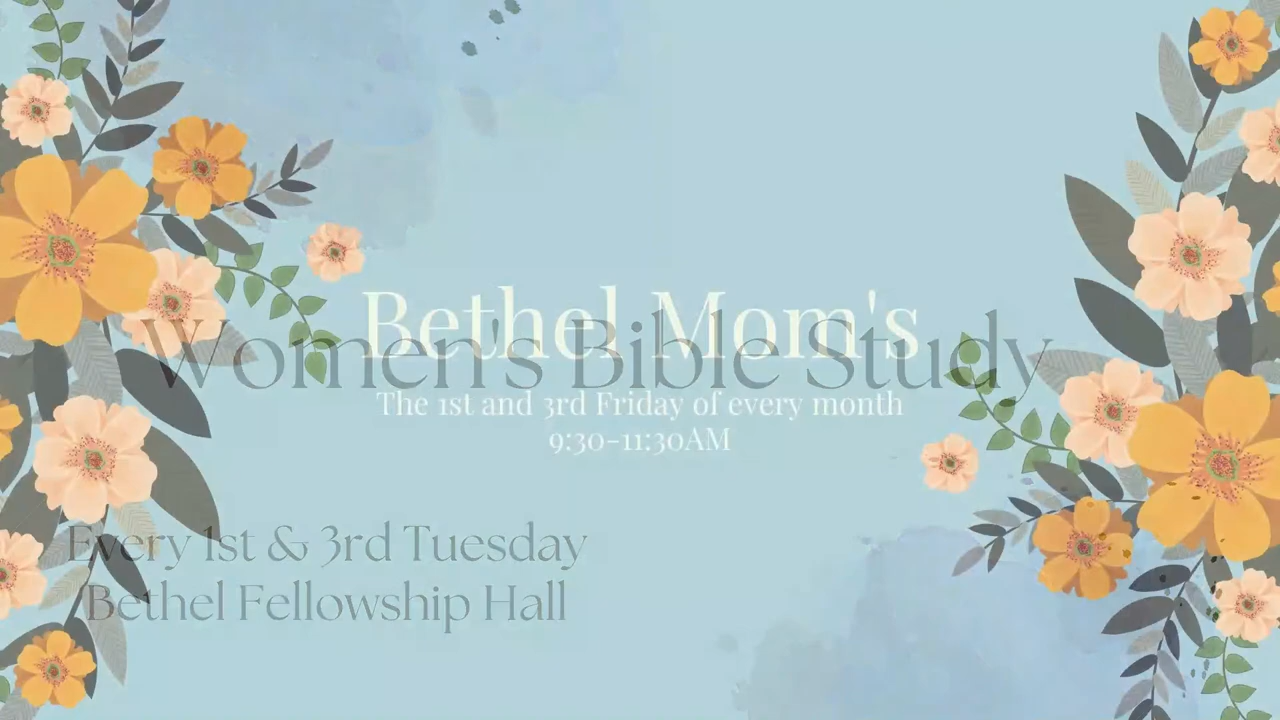 Bethel Mom's
Women's Bible Study
The 1st and 3rd Friday of every month
9:30-11:30AM
Every 1st & 3rd Tuesday
Bethel Fellowship Hall